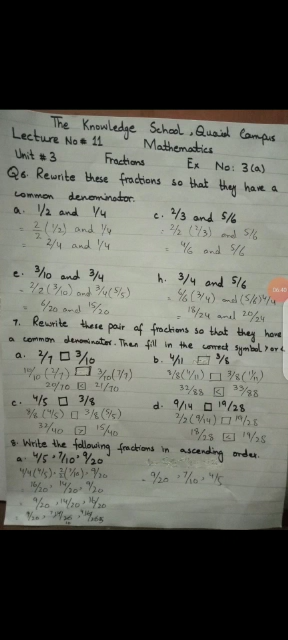 The Knowledge School, Quaid Campus
Lecture No# 11 Mathematics
Unit # 3 Fractions Ex No: 3(a)
Q6. Rewrite these fractions so that they have a
common denominator.
a. 1/2 and 1/4 c. 2/3 and 5/6
= 2/2 (1/2) and 1/4 = 2/2 (2/3) and 5/6
= 2/4 and 1/4 = 4/6 and 5/6
e. 3/10 and 3/4 h. 3/4 and 5/6
= 2/2 (3/10) and 3/4 (5/5) = 6/6 (3/4) and (5/6) 4/4
= 6/20 and 15/20 = 18/24 and 20/24
7. Rewrite these pair of fractions so that they have
a common denominator. Then fill in the correct symbol > or <
a. 2/7 □ 3/10 b. 4/11 □ 3/8
10/10 (2/7) □ 3/10 (7/7) 8/8 (4/11) □ 3/8 (11/11)
20/70 < 21/70 32/88 < 33/88
c. 4/5 □ 3/8 d. 9/14 □ 19/28
8/8 (4/5) □ 3/8 (5/5) 2/2 (9/14) □ 19/28
32/40 > 15/40 18/28 < 19/28
8. Write the following fractions in ascending order.
a. 4/5, 7/10, 9/20
4/4 (4/5), 2/2 (7/10), 9/20 = 9/20, 7/10, 4/5
= 16/20, 14/20, 9/20
= 9/20, 14/20, 16/20
= 9/20,